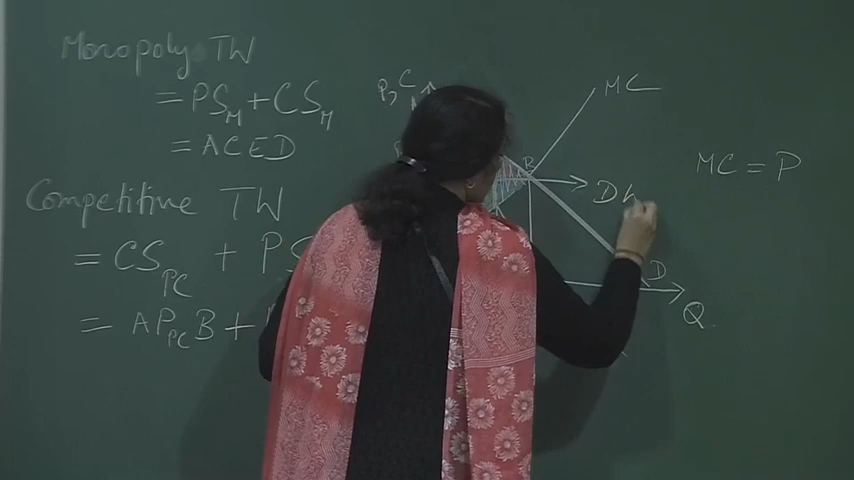 Monopoly TW
= PS_M + CS_M
= ACED
Competitive TW
= CS_PC + PS
= AP_PC B +
P, C
MC
B
D
D
Q
MC = P